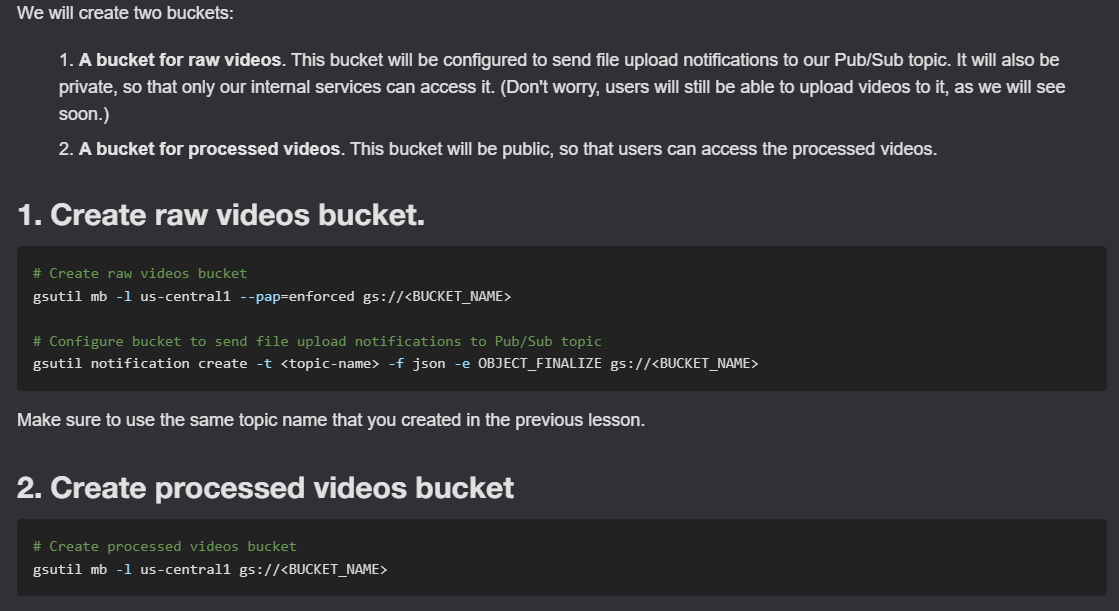 We will create two buckets:
1. A bucket for raw videos. This bucket will be configured to send file upload notifications to our Pub/Sub topic. It will also be
private, so that only our internal services can access it. (Don't worry, users will still be able to upload videos to it, as we will see
soon.)
2. A bucket for processed videos. This bucket will be public, so that users can access the processed videos.
1. Create raw videos bucket.
# Create raw videos bucket
gsutil mb -l us-central1 --pap=enforced gs://<BUCKET_NAME>
# Configure bucket to send file upload notifications to Pub/Sub topic
gsutil notification create -t <topic-name> -f json -e OBJECT_FINALIZE gs://<BUCKET_NAME>
Make sure to use the same topic name that you created in the previous lesson.
2. Create processed videos bucket
# Create processed videos bucket
gsutil mb -l us-central1 gs://<BUCKET_NAME>